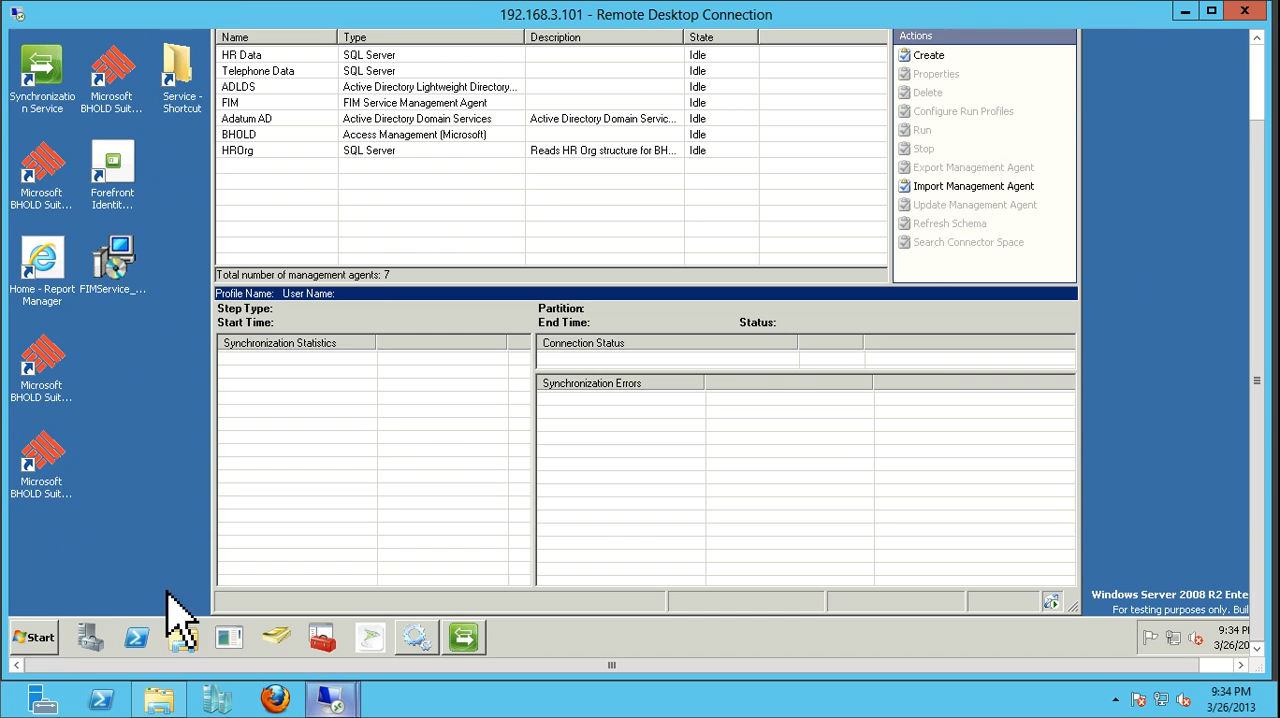 192.168.3.101 - Remote Desktop Connection
Name Type Description State
HR Data SQL Server Idle
Telephone Data SQL Server Idle
ADLDS Active Directory Lightweight Directory... Idle
FIM FIM Service Management Agent Idle
Adatum AD Active Directory Domain Services Active Directory Domain Servic... Idle
BHOLD Access Management (Microsoft) Idle
HROrg SQL Server Reads HR Org structure for BH... Idle
Total number of management agents: 7
Actions
Create
Properties
Delete
Configure Run Profiles
Run
Stop
Export Management Agent
Import Management Agent
Update Management Agent
Refresh Schema
Search Connector Space
Profile Name: User Name:
Step Type: Partition:
Start Time: End Time: Status:
Synchronization Statistics
Connection Status
Synchronization Errors
Synchronizatio
n Service
Microsoft
BHOLD Suit...
Service -
Shortcut
Microsoft
BHOLD Suit...
Forefront
Identit...
Home - Report
Manager
FIMService_...
Microsoft
BHOLD Suit...
Microsoft
BHOLD Suit...
Windows Server 2008 R2 Ente
For testing purposes only. Buil
Start
9:34 PM
3/26/20
9:34 PM
3/26/2013